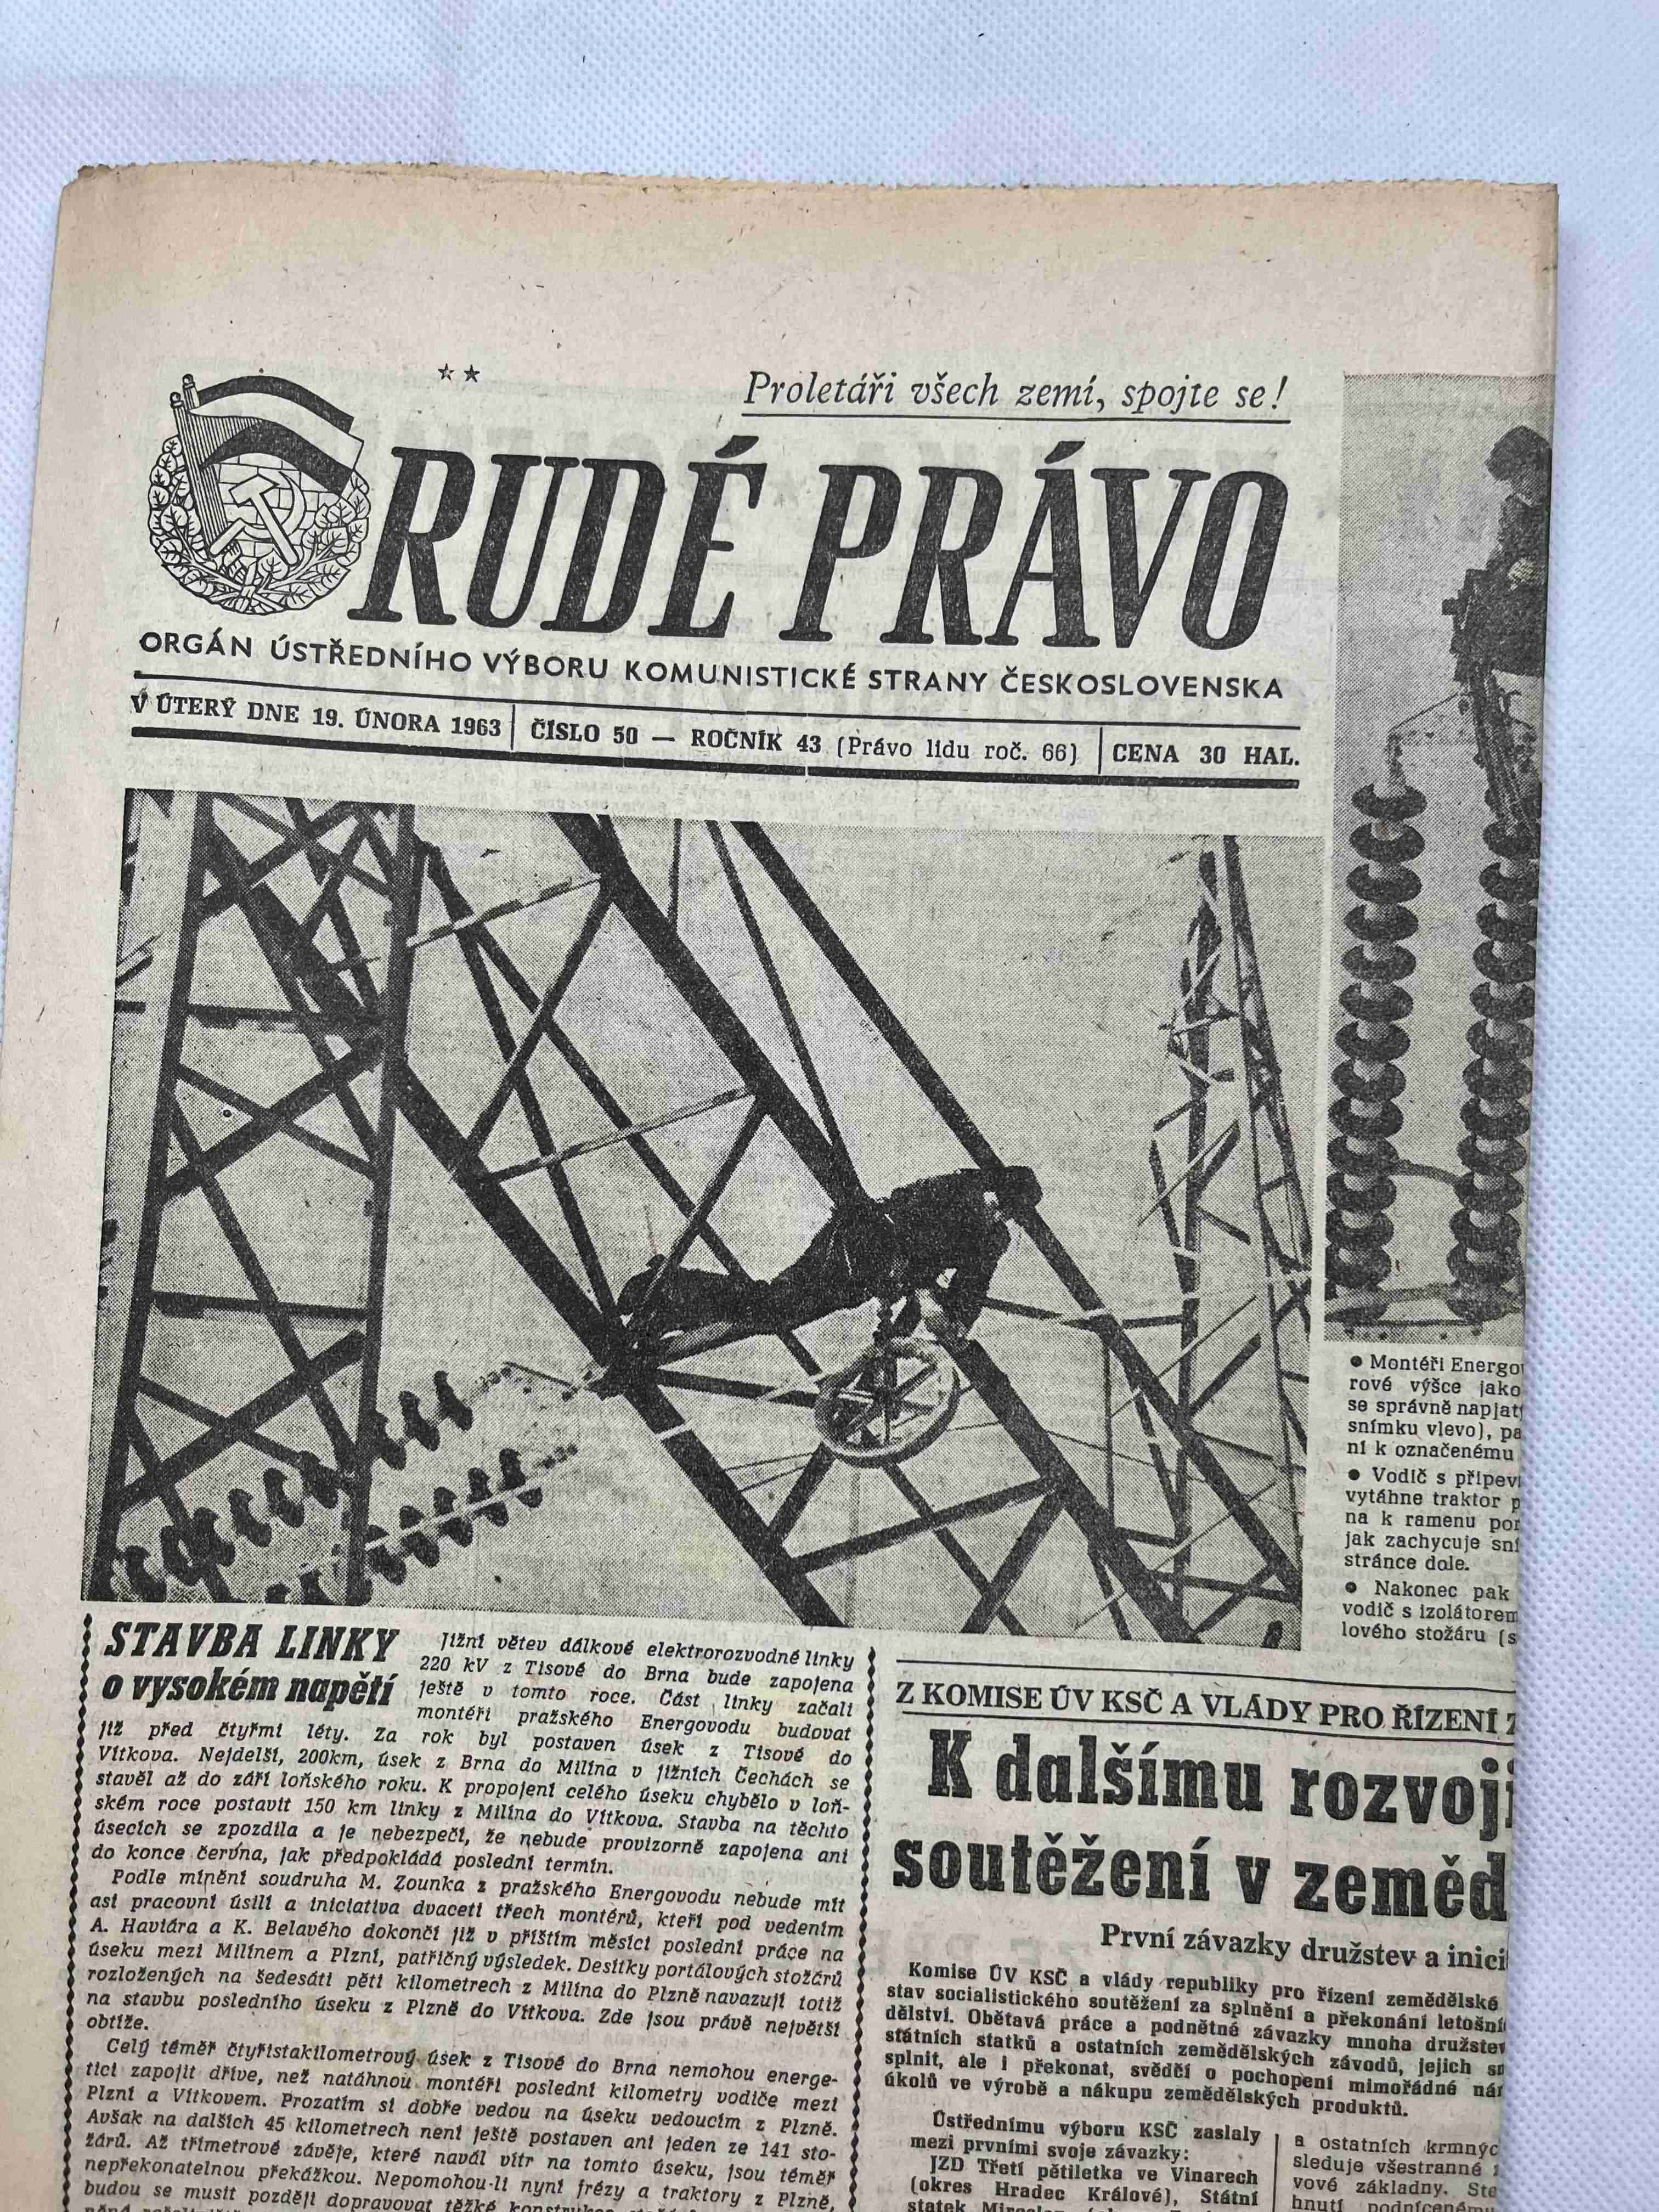 ★★
Proletáři všech zemí, spojte se!
RUDÉ PRÁVO
ORGÁN ÚSTŘEDNÍHO VÝBORU KOMUNISTICKÉ STRANY ČESKOSLOVENSKA
V ÚTERÝ DNE 19. ÚNORA 1963 | ČÍSLO 50 — ROČNÍK 43 (Právo lidu roč. 66) | CENA 30 HAL.
● Montéři Energo
rové výšce jako
se správně napjat
snímku vlevo), pa
ní k označenému
● Vodič s připev
vytáhne traktor p
na k ramenu por
jak zachycuje sní
stránce dole.
● Nakonec pak
vodič s izolátorem
lového stožáru (s
STAVBA LINKY
o vysokém napětí
Jižní větev dálkové elektrorozvodné linky
220 kV z Tisové do Brna bude zapojena
ještě v tomto roce. Část linky začali
montéři pražského Energovodu budovat
již před čtyřmi léty. Za rok byl postaven úsek z Tisové do
Vítkova. Nejdelší, 200km, úsek z Brna do Milína v jižních Čechách se
stavěl až do září loňského roku. K propojení celého úseku chybělo v loň-
ském roce postavit 150 km linky z Milína do Vítkova. Stavba na těchto
úsecích se zpozdila a je nebezpečí, že nebude provizorně zapojena ani
do konce června, jak předpokládá poslední termín.
Podle mínění soudruha M. Zounka z pražského Energovodu nebude mít
asi pracovní úsilí a iniciativa dvaceti třech montérů, kteří pod vedením
A. Haviára a K. Belavého dokončí již v příštím měsíci poslední práce na
úseku mezi Milínem a Plzní, patřičný výsledek. Desítky portálových stožárů
rozložených na šedesáti pěti kilometrech z Milína do Plzně navazují totiž
na stavbu posledního úseku z Plzně do Vítkova. Zde jsou právě největší
obtíže.
Celý téměř čtyřistakilometrový úsek z Tisové do Brna nemohou energe-
tici zapojit dříve, než natáhnou montéři poslední kilometry vodiče mezi
Plzní a Vítkovem. Prozatím si dobře vedou na úseku vedoucím z Plzně.
Avšak na dalších 45 kilometrech není ještě postaven ani jeden ze 141 sto-
žárů. Až třímetrové závěje, které navál vítr na tomto úseku, jsou téměř
nepřekonatelnou překážkou. Nepomohou-li nyní frézy a traktory z Plzně,
budou se muset později dopravovat těžké
Z KOMISE ÚV KSČ A VLÁDY PRO ŘÍZENÍ Z
K dalšímu rozvoji
soutěžení v zeměd
První závazky družstev a inici
Komise ÚV KSČ a vlády republiky pro řízení zemědělské
stav socialistického soutěžení za splnění a překonání letošní
dělství. Obětavá práce a podnětné závazky mnoha družstev
státních statků a ostatních zemědělských závodů, jejich sn
splnit, ale i překonat, svědčí o pochopení mimořádné nár
úkolů ve výrobě a nákupu zemědělských produktů.
Ústřednímu výboru KSČ zaslaly
mezi prvními svoje závazky:
JZD Třetí pětiletka ve Vinarech
(okres Hradec Králové), Státní
statek
a ostatních krmnýc
sleduje všestranné
vové základny. Ste
hnutí podníceném